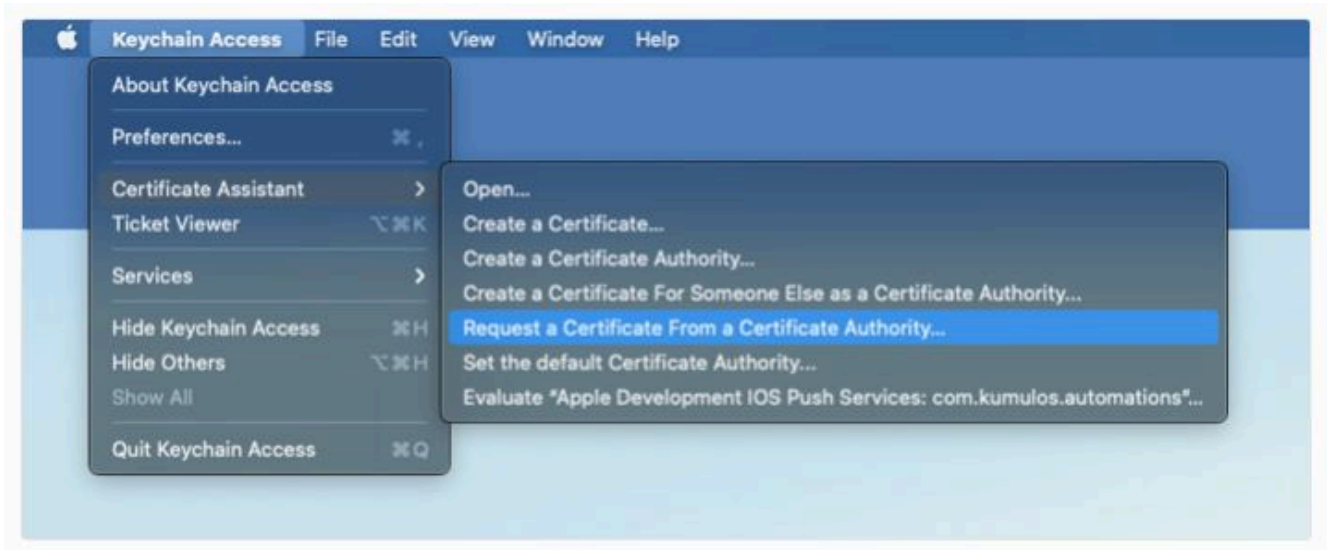 Keychain Access File Edit View Window Help
About Keychain Access
Preferences... ⌘ ,
Certificate Assistant >
Ticket Viewer ⌥⌘K
Services >
Hide Keychain Access ⌘H
Hide Others ⌥⌘H
Show All
Quit Keychain Access ⌘Q
Open...
Create a Certificate...
Create a Certificate Authority...
Create a Certificate For Someone Else as a Certificate Authority...
Request a Certificate From a Certificate Authority...
Set the default Certificate Authority...
Evaluate “Apple Development IOS Push Services: com.kumulos.automations”...